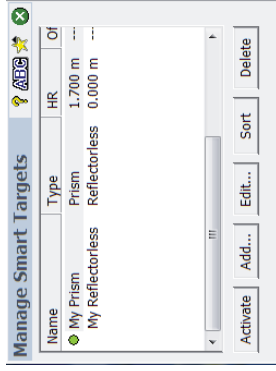 Manage Smart Targets ? ABC
Name Type HR Of
My Prism Prism 1.700 m ---
My Reflectorless Reflectorless 0.000 m ---
Activate Add... Edit... Sort Delete